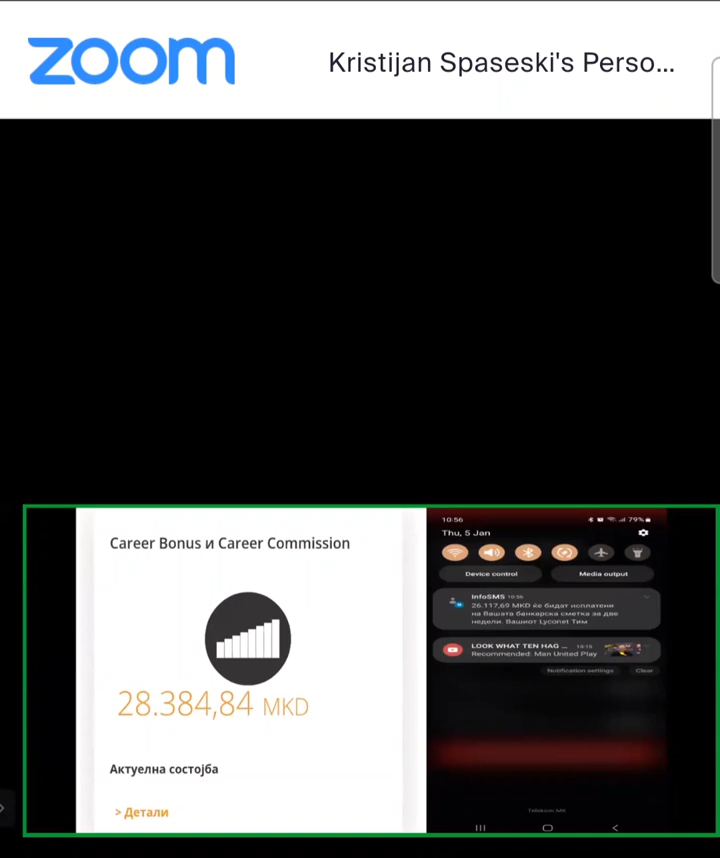 zoom
Kristijan Spaseski's Perso...
Career Bonus и Career Commission
28.384,84 MKD
Актуелна состојба
> Детали
10:56
79%
Thu, 5 Jan
Device control
Media output
InfoSMS 10:56
26.117,69 MKD ќе бидат исплатени
на Вашата банкарска сметка за две
недели. Вашиот Lyconet Тим
LOOK WHAT TEN HAG ... 10:15
Recommended: Man United Play
Notification settings
Clear
Telekom.MK